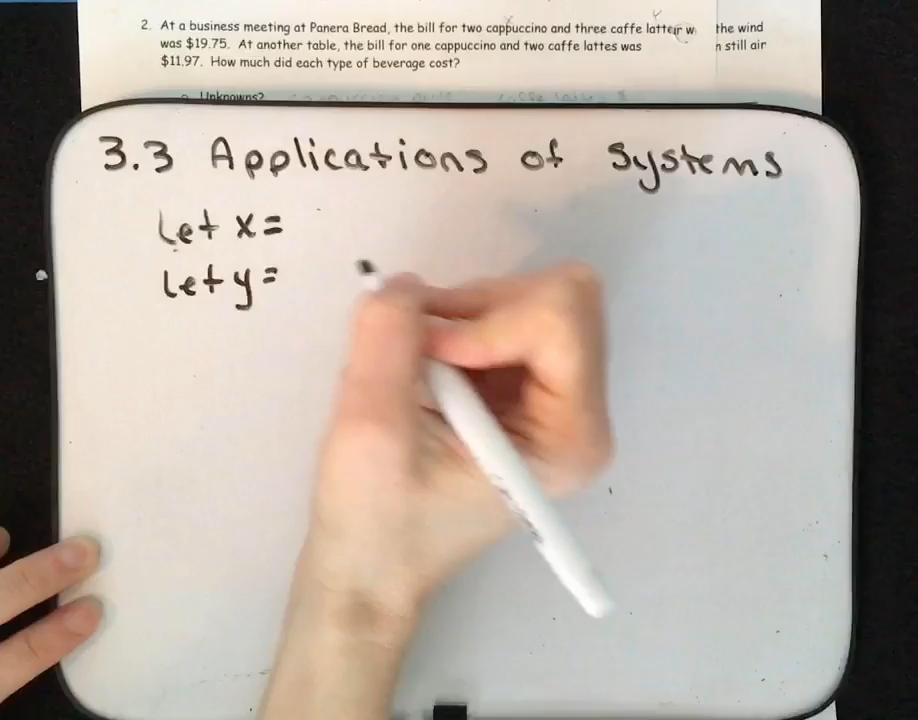 2. At a business meeting at Panera Bread, the bill for two cappuccino and three caffe latte the wind
was $19.75. At another table, the bill for one cappuccino and two caffe lattes was still air
$11.97. How much did each type of beverage cost?
Unknowns?
3.3 Applications of Systems
Let x =
Let y =